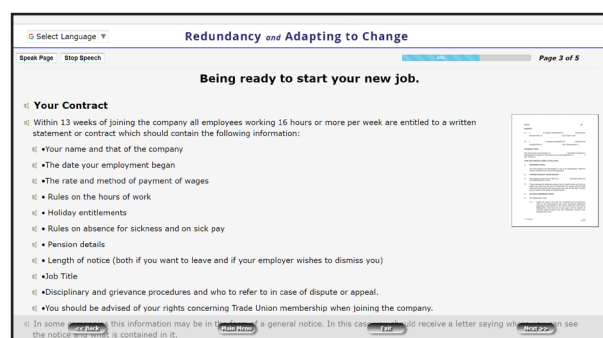 G Select Language ▼
Redundancy and Adapting to Change
Speak Page Stop Speech
Page 3 of 5
Being ready to start your new job.
Your Contract
Within 13 weeks of joining the company all employees working 16 hours or more per week are entitled to a written
statement or contract which should contain the following information:
•Your name and that of the company
•The date your employment began
•The rate and method of payment of wages
• Rules on the hours of work
• Holiday entitlements
• Rules on absence for sickness and on sick pay
• Pension details
• Length of notice (both if you want to leave and if your employer wishes to dismiss you)
•Job Title
•Disciplinary and grievance procedures and who to refer to in case of dispute or appeal.
•You should be advised of your rights concerning Trade Union membership when joining the company.
In some companies this information may be in the form of a general notice. In this case you should receive a letter saying where you can see
the notice and what is contained in it.
<< Back Main Menu Exit Next >>